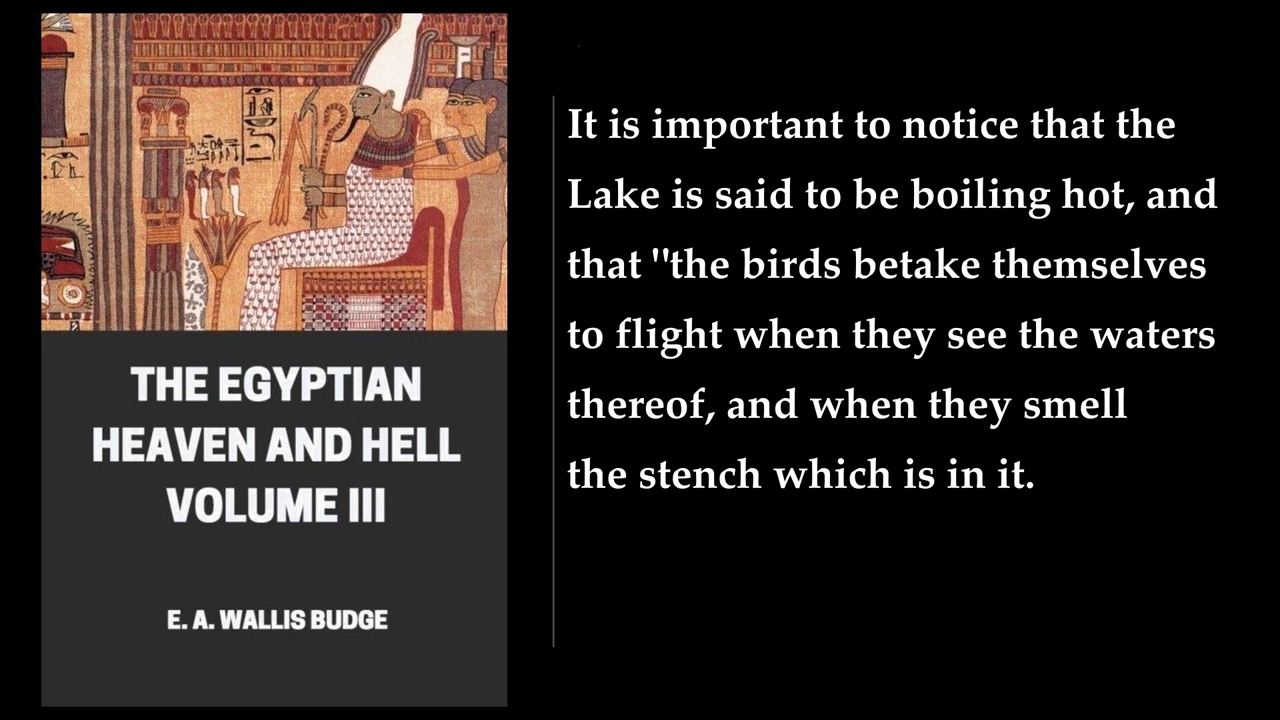 THE EGYPTIAN
HEAVEN AND HELL
VOLUME III
E. A. WALLIS BUDGE
It is important to notice that the
Lake is said to be boiling hot, and
that "the birds betake themselves
to flight when they see the waters
thereof, and when they smell
the stench which is in it.